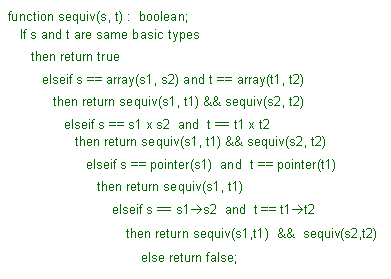 function sequiv(s, t) : boolean;
If s and t are same basic types
then return true
elseif s == array(s1, s2) and t == array(t1, t2)
then return sequiv(s1, t1) && sequiv(s2, t2)
elseif s == s1 x s2 and t == t1 x t2
then return sequiv(s1, t1) && sequiv(s2, t2)
elseif s == pointer(s1) and t == pointer(t1)
then return sequiv(s1, t1)
elseif s == s1→s2 and t == t1→t2
then return sequiv(s1,t1) && sequiv(s2,t2)
else return false;